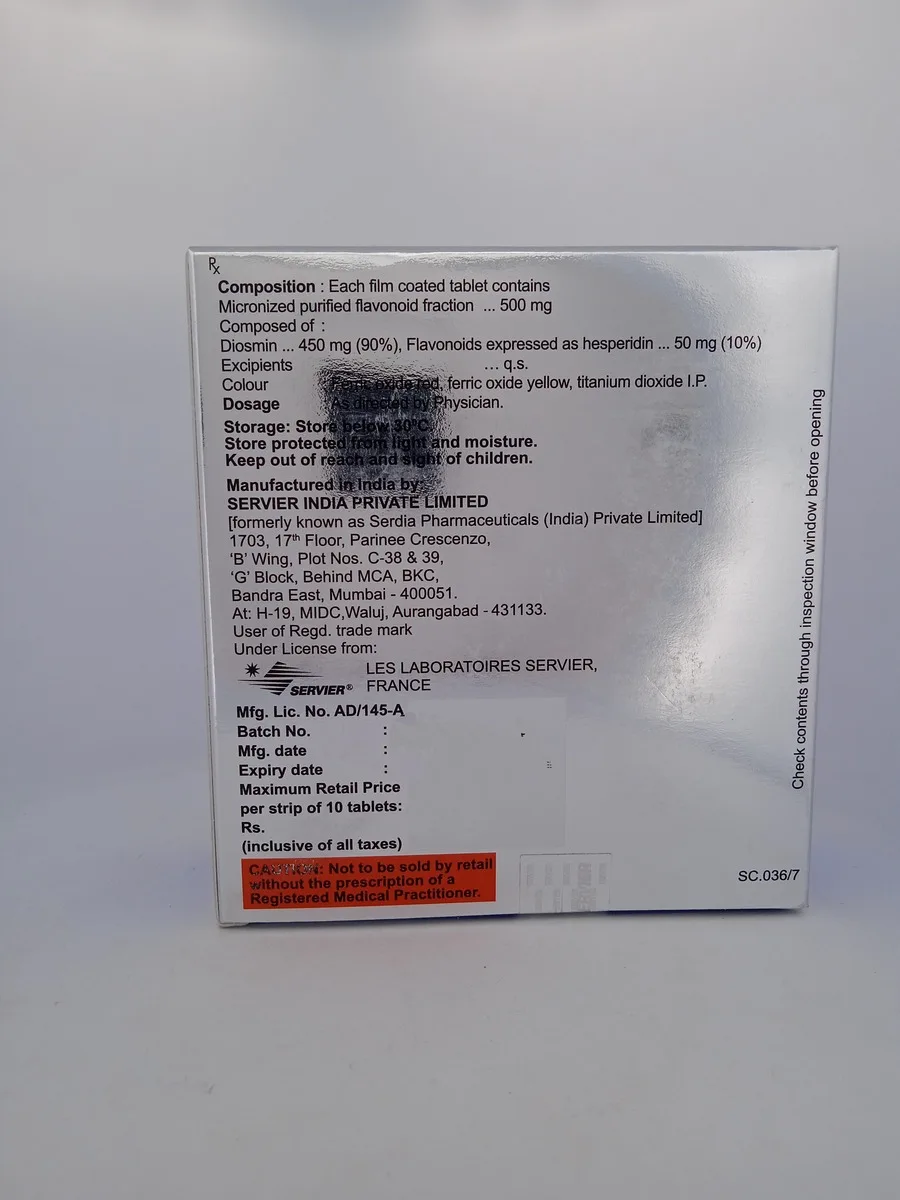 Rx
Composition : Each film coated tablet contains
Micronized purified flavonoid fraction ... 500 mg
Composed of :
Diosmin ... 450 mg (90%), Flavonoids expressed as hesperidin ... 50 mg (10%)
Excipients ... q.s.
Colour Ferric oxide red, ferric oxide yellow, titanium dioxide I.P.
Dosage As directed by Physician.
Storage: Store below 30°C.
Store protected from light and moisture.
Keep out of reach and sight of children.
Manufactured in India by:
SERVIER INDIA PRIVATE LIMITED
[formerly known as Serdia Pharmaceuticals (India) Private Limited]
1703, 17th Floor, Parinee Crescenzo,
‘B’ Wing, Plot Nos. C-38 & 39,
‘G’ Block, Behind MCA, BKC,
Bandra East, Mumbai - 400051.
At: H-19, MIDC,Waluj, Aurangabad - 431133.
User of Regd. trade mark
Under License from:
SERVIER® LES LABORATOIRES SERVIER,
FRANCE
Mfg. Lic. No. AD/145-A
Batch No. :
Mfg. date :
Expiry date :
Maximum Retail Price
per strip of 10 tablets:
Rs.
(inclusive of all taxes)
CAUTION: Not to be sold by retail
without the prescription of a
Registered Medical Practitioner.
SC.036/7
Check contents through inspection window before opening